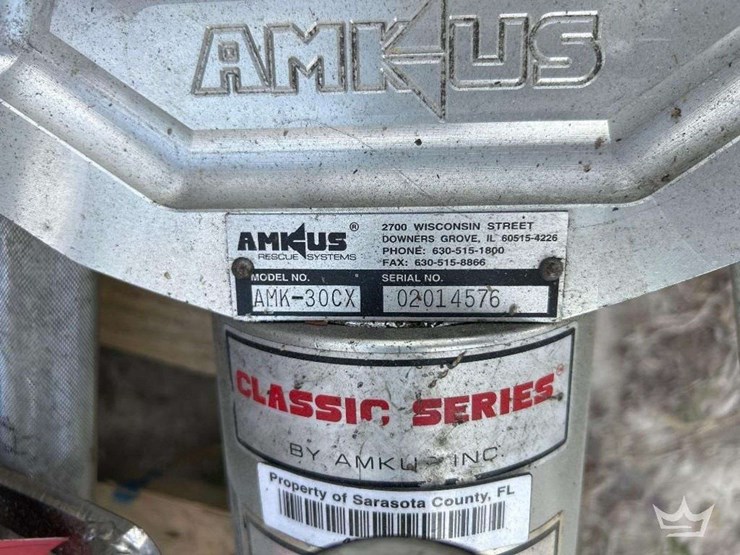 AMKUS
AMKUS®
RESCUE SYSTEMS
2700 WISCONSIN STREET
DOWNERS GROVE, IL 60515-4226
PHONE: 630-515-1800
FAX: 630-515-8866
MODEL NO.
AMK-30CX
SERIAL NO.
02014576
CLASSIC SERIES®
BY AMKUS INC.
Property of Sarasota County, FL